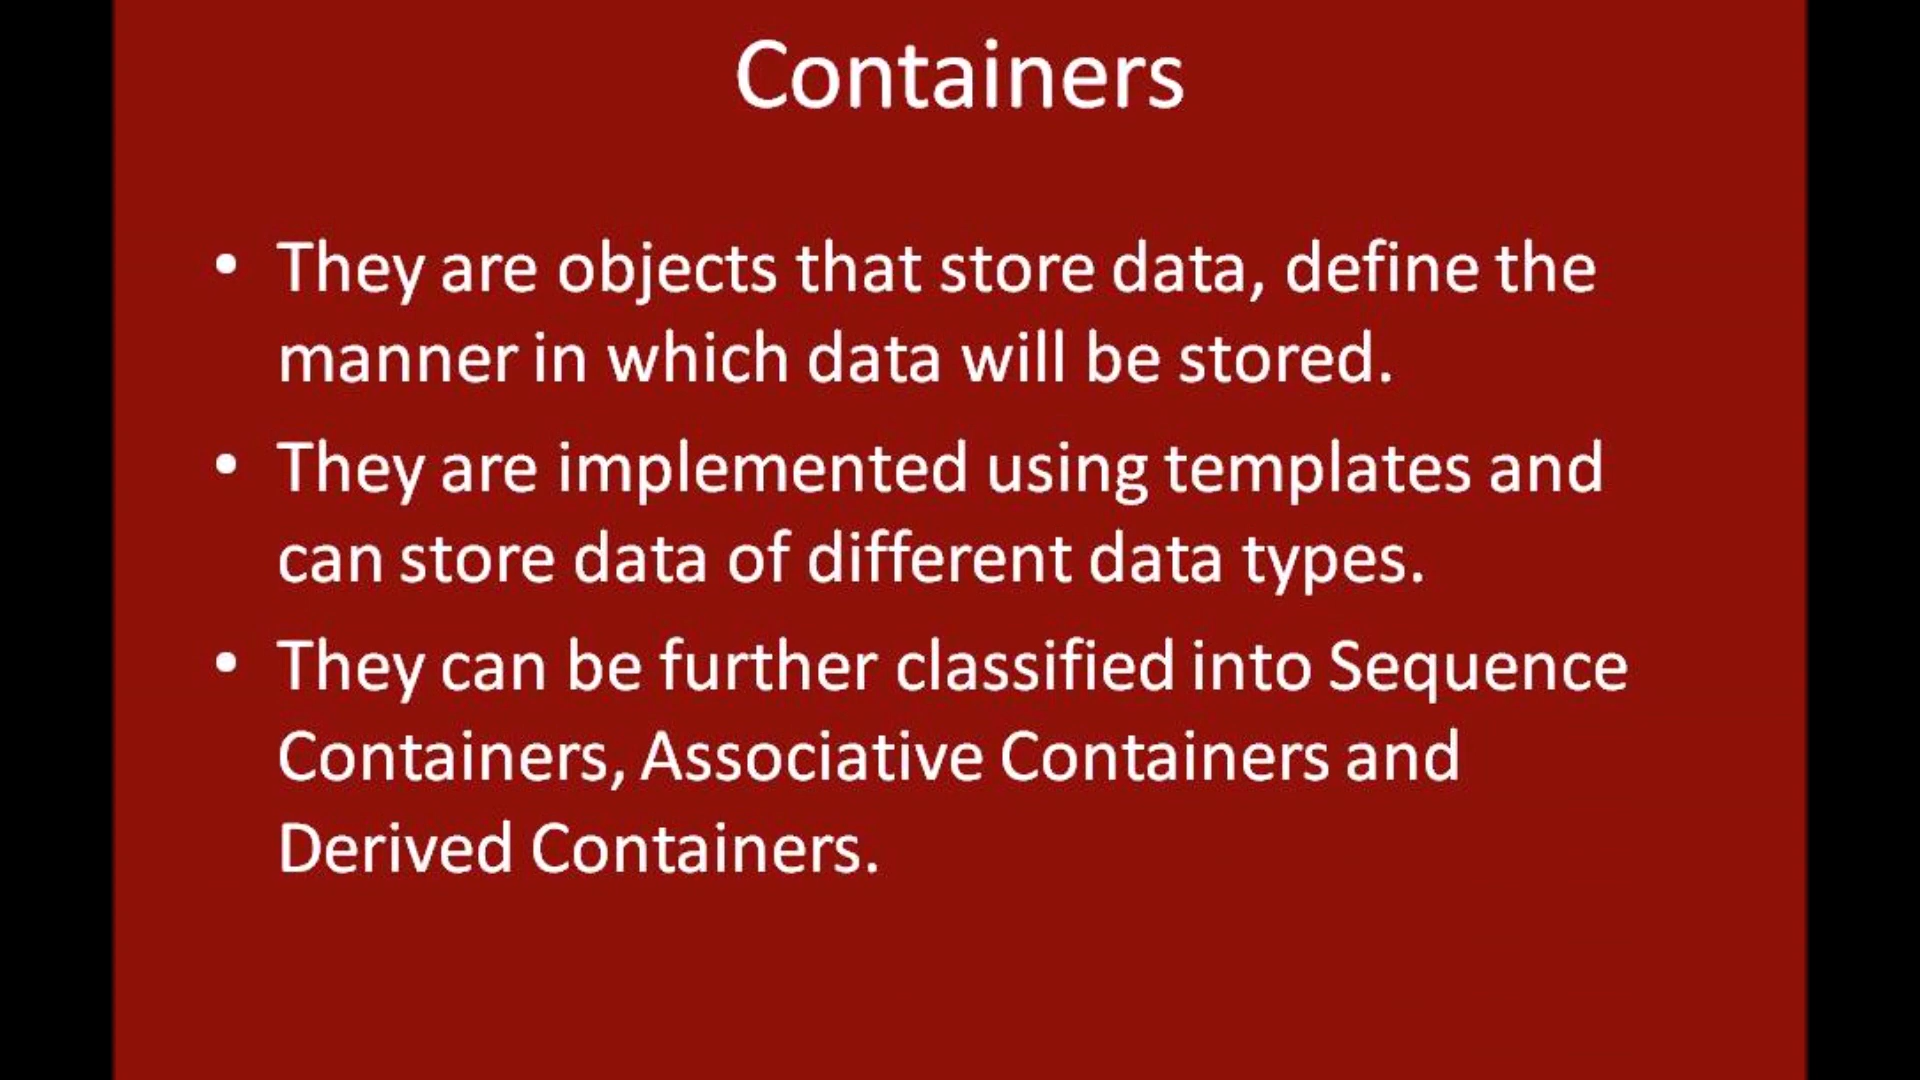 Containers
• They are objects that store data, define the
manner in which data will be stored.
• They are implemented using templates and
can store data of different data types.
• They can be further classified into Sequence
Containers, Associative Containers and
Derived Containers.